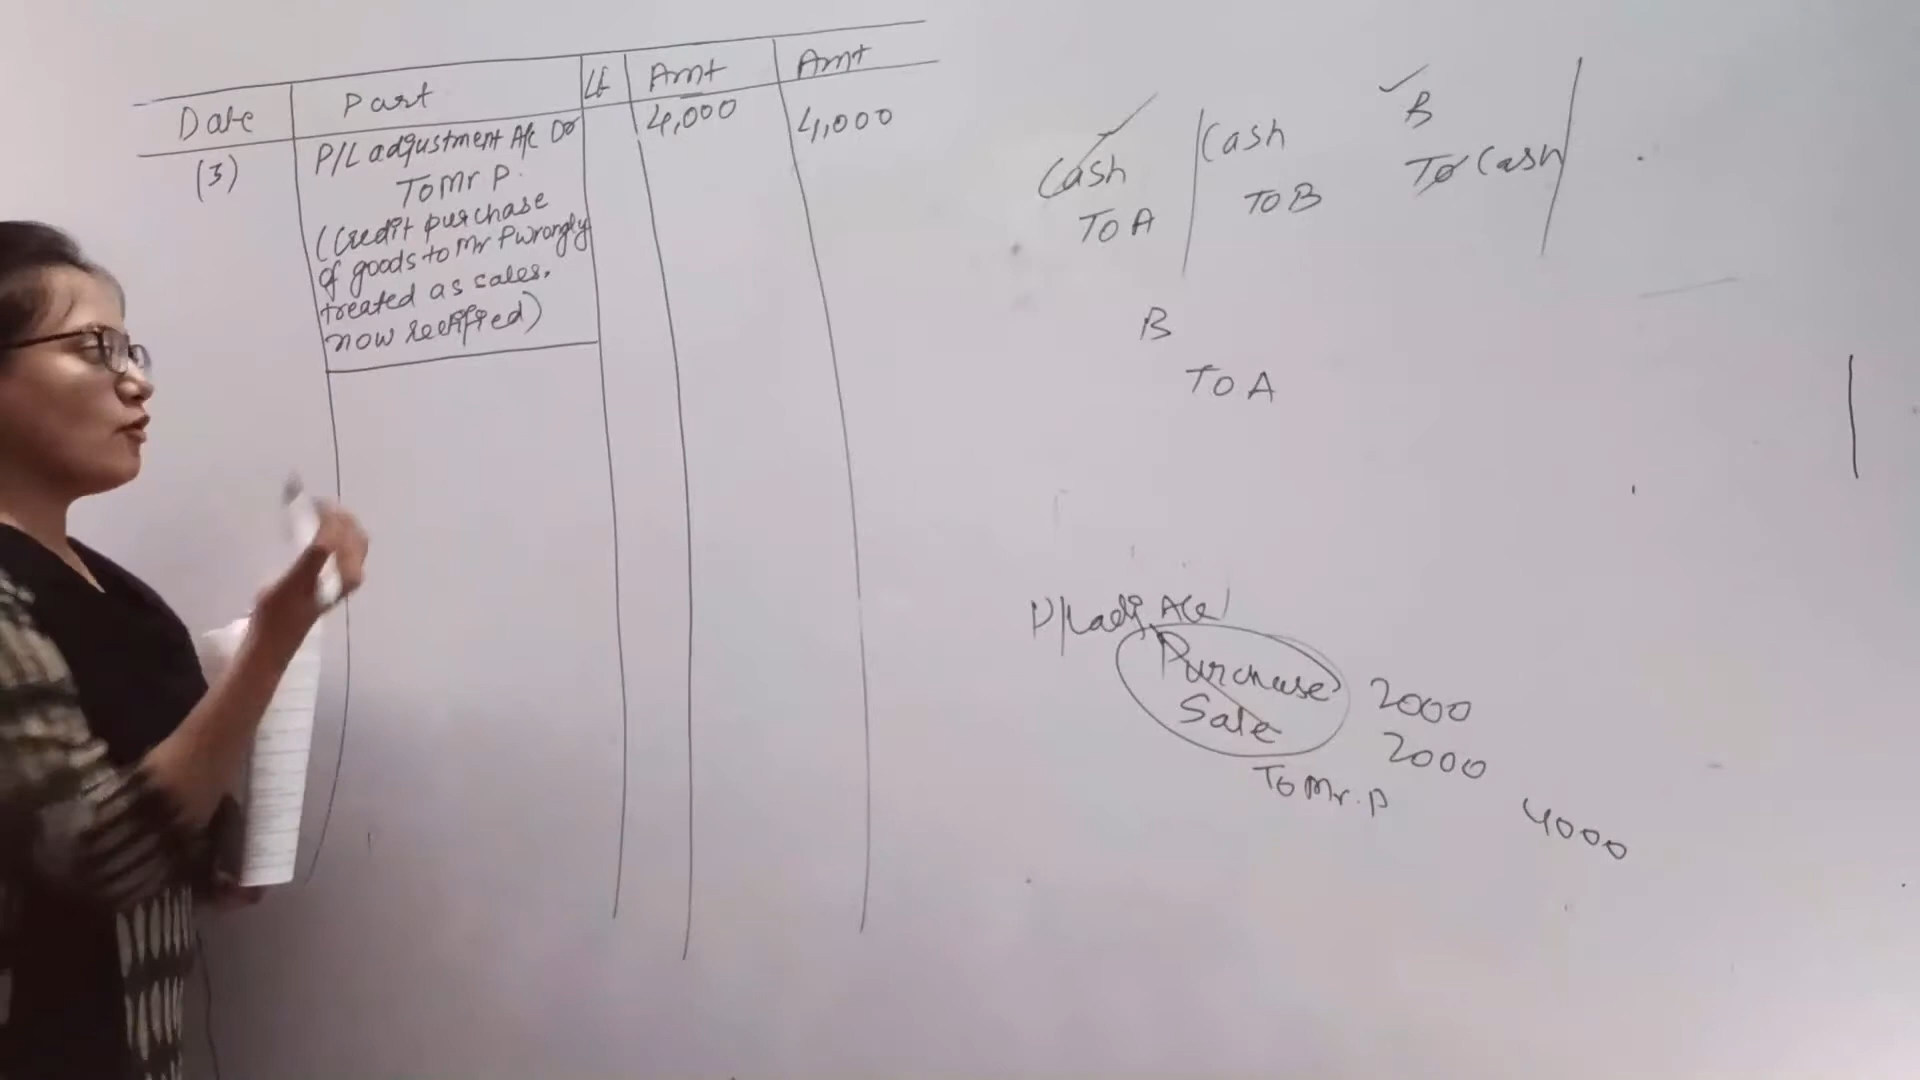 Date Part LF Amt Amt
(3) P/L adjustment A/c Dr 4,000 4,000
To Mr P.
(Credit purchase
of goods to Mr P wrongly
treated as sales.
now rectified)
Cash
To A
Cash
To B
B
To Cash
B
To A
P/L adj A/c
Purchase 2000
Sale 2000
To Mr. P 4000